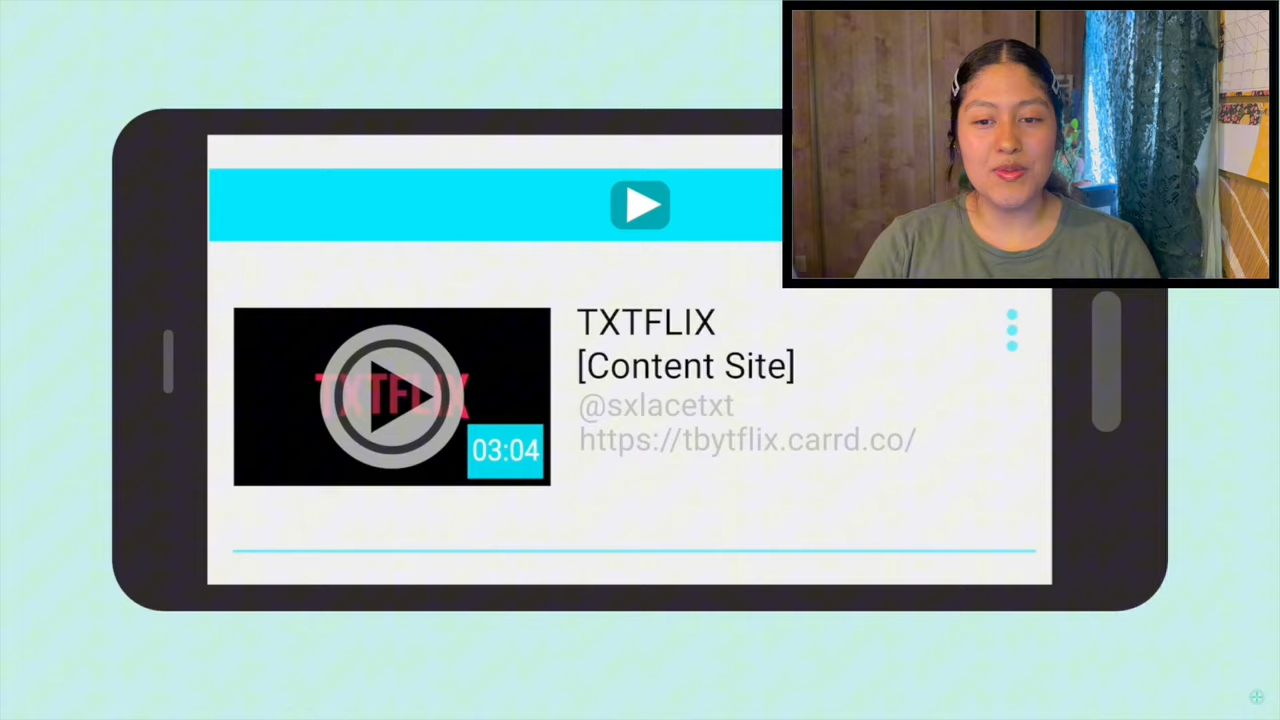 TXTFLIX
03:04
TXTFLIX
[Content Site]
@sxlacetxt
https://tbytflix.carrd.co/